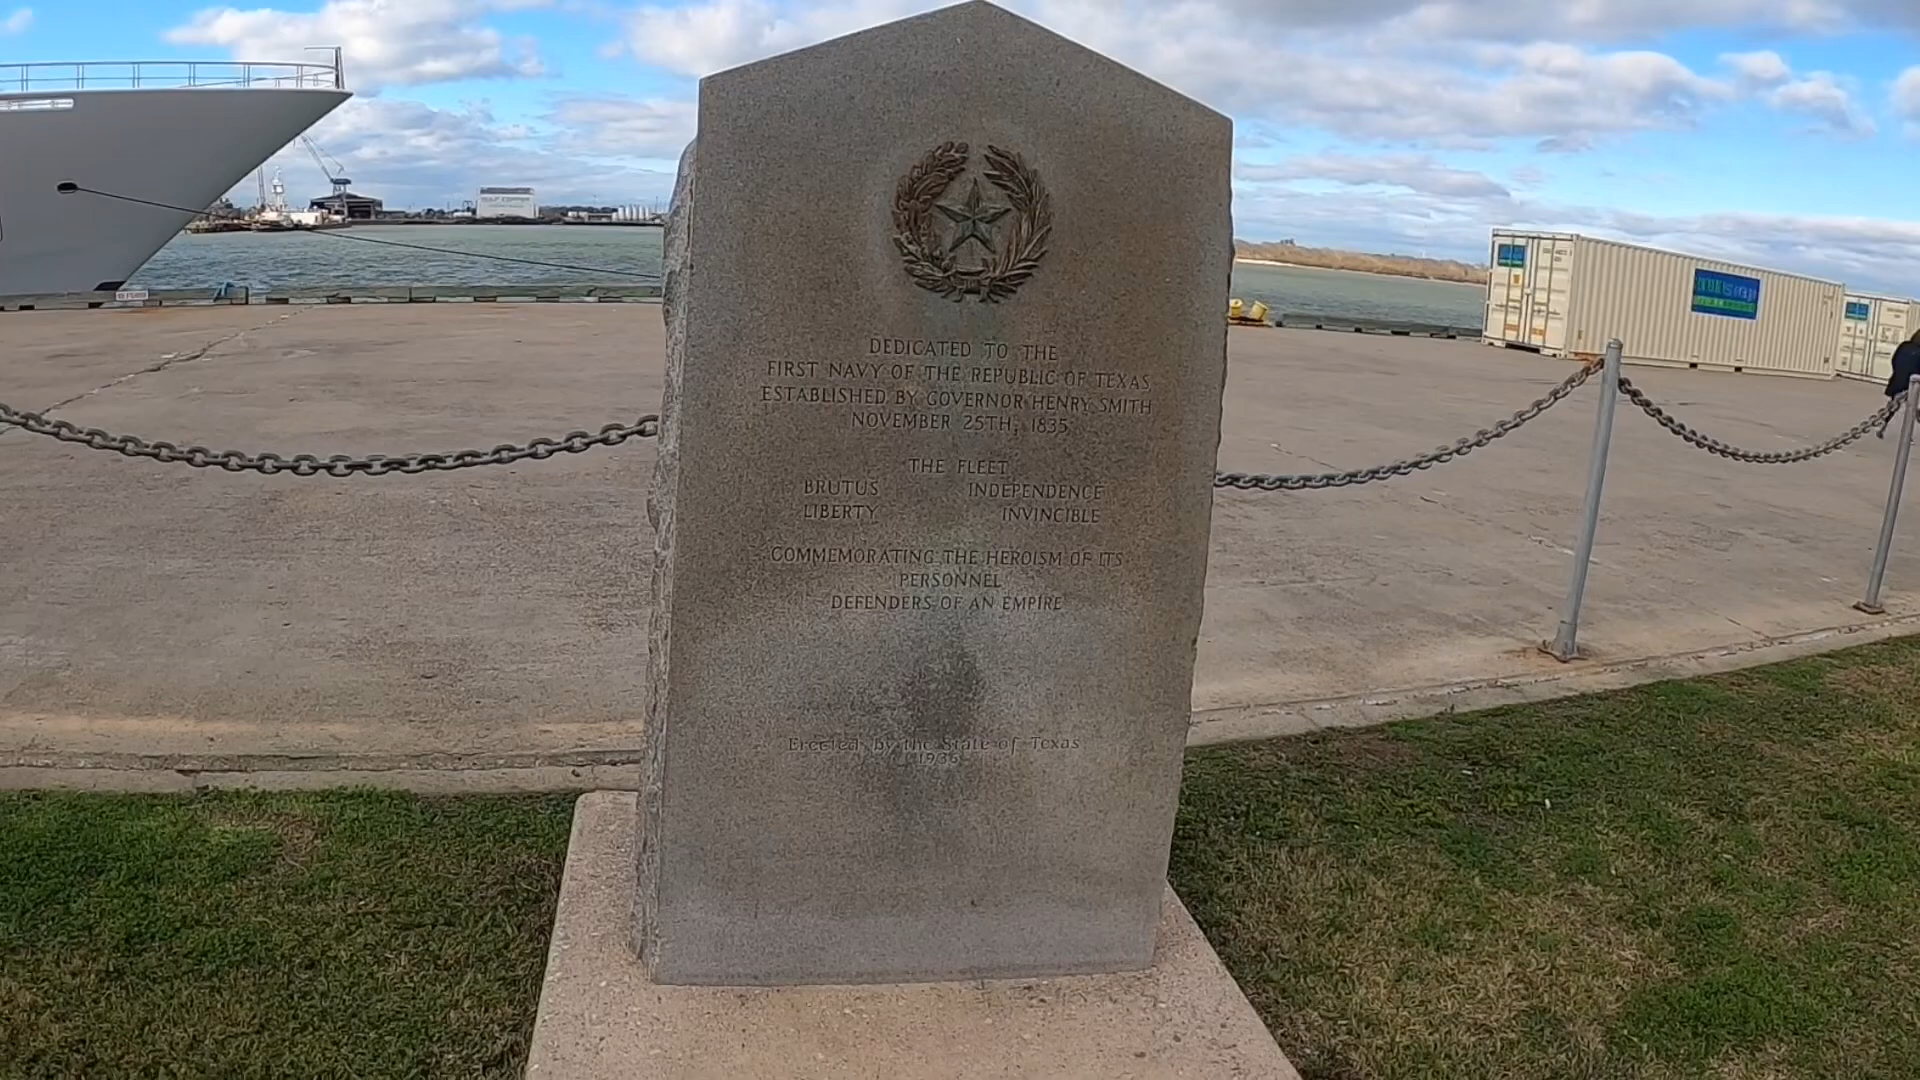 DEDICATED TO THE
FIRST NAVY OF THE REPUBLIC OF TEXAS
ESTABLISHED BY GOVERNOR HENRY SMITH
NOVEMBER 25TH, 1835
THE FLEET
BRUTUS INDEPENDENCE
LIBERTY INVINCIBLE
COMMEMORATING THE HEROISM OF ITS
PERSONNEL
DEFENDERS OF AN EMPIRE
Erected by the State of Texas
1936
GULF COPPER